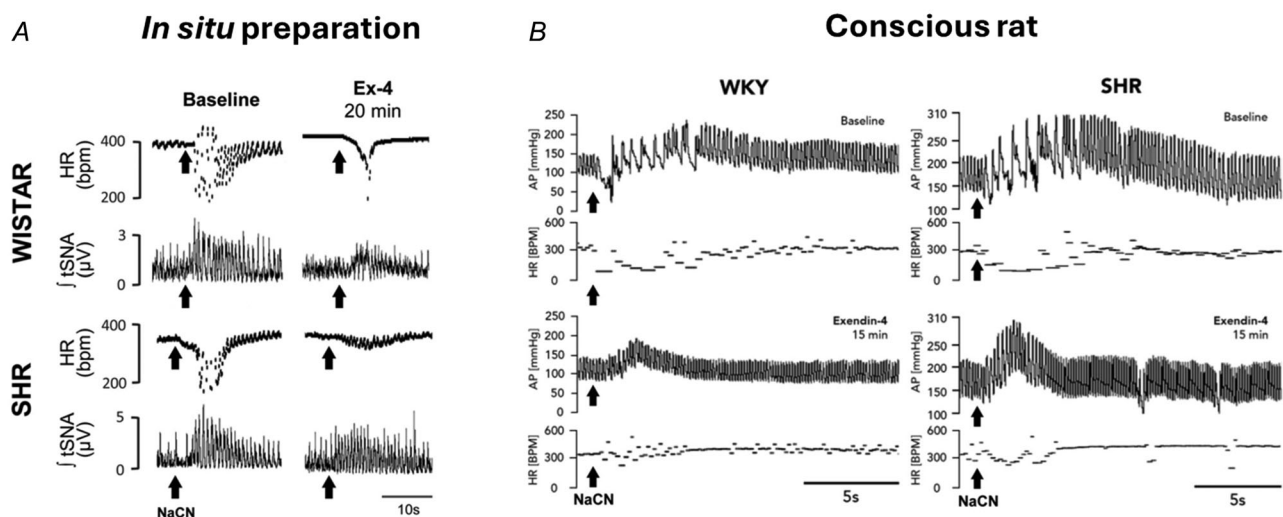 A
In situ preparation
Baseline
Ex-4
20 min
WISTAR
HR
(bpm)
400
200
∫ tSNA
(μV)
3
0
SHR
HR
(bpm)
400
200
∫ tSNA
(μV)
5
0
NaCN
10s
B
Conscious rat
WKY
Baseline
AP [mmHg]
250
200
150
100
50
0
HR [BPM]
600
300
0
Exendin-4
15 min
AP [mmHg]
250
200
150
100
50
0
HR [BPM]
600
300
0
NaCN
5s
SHR
Baseline
AP [mmHg]
310
250
200
150
100
HR [BPM]
600
300
0
Exendin-4
15 min
AP [mmHg]
310
250
200
150
100
HR [BPM]
600
300
0
NaCN
5s